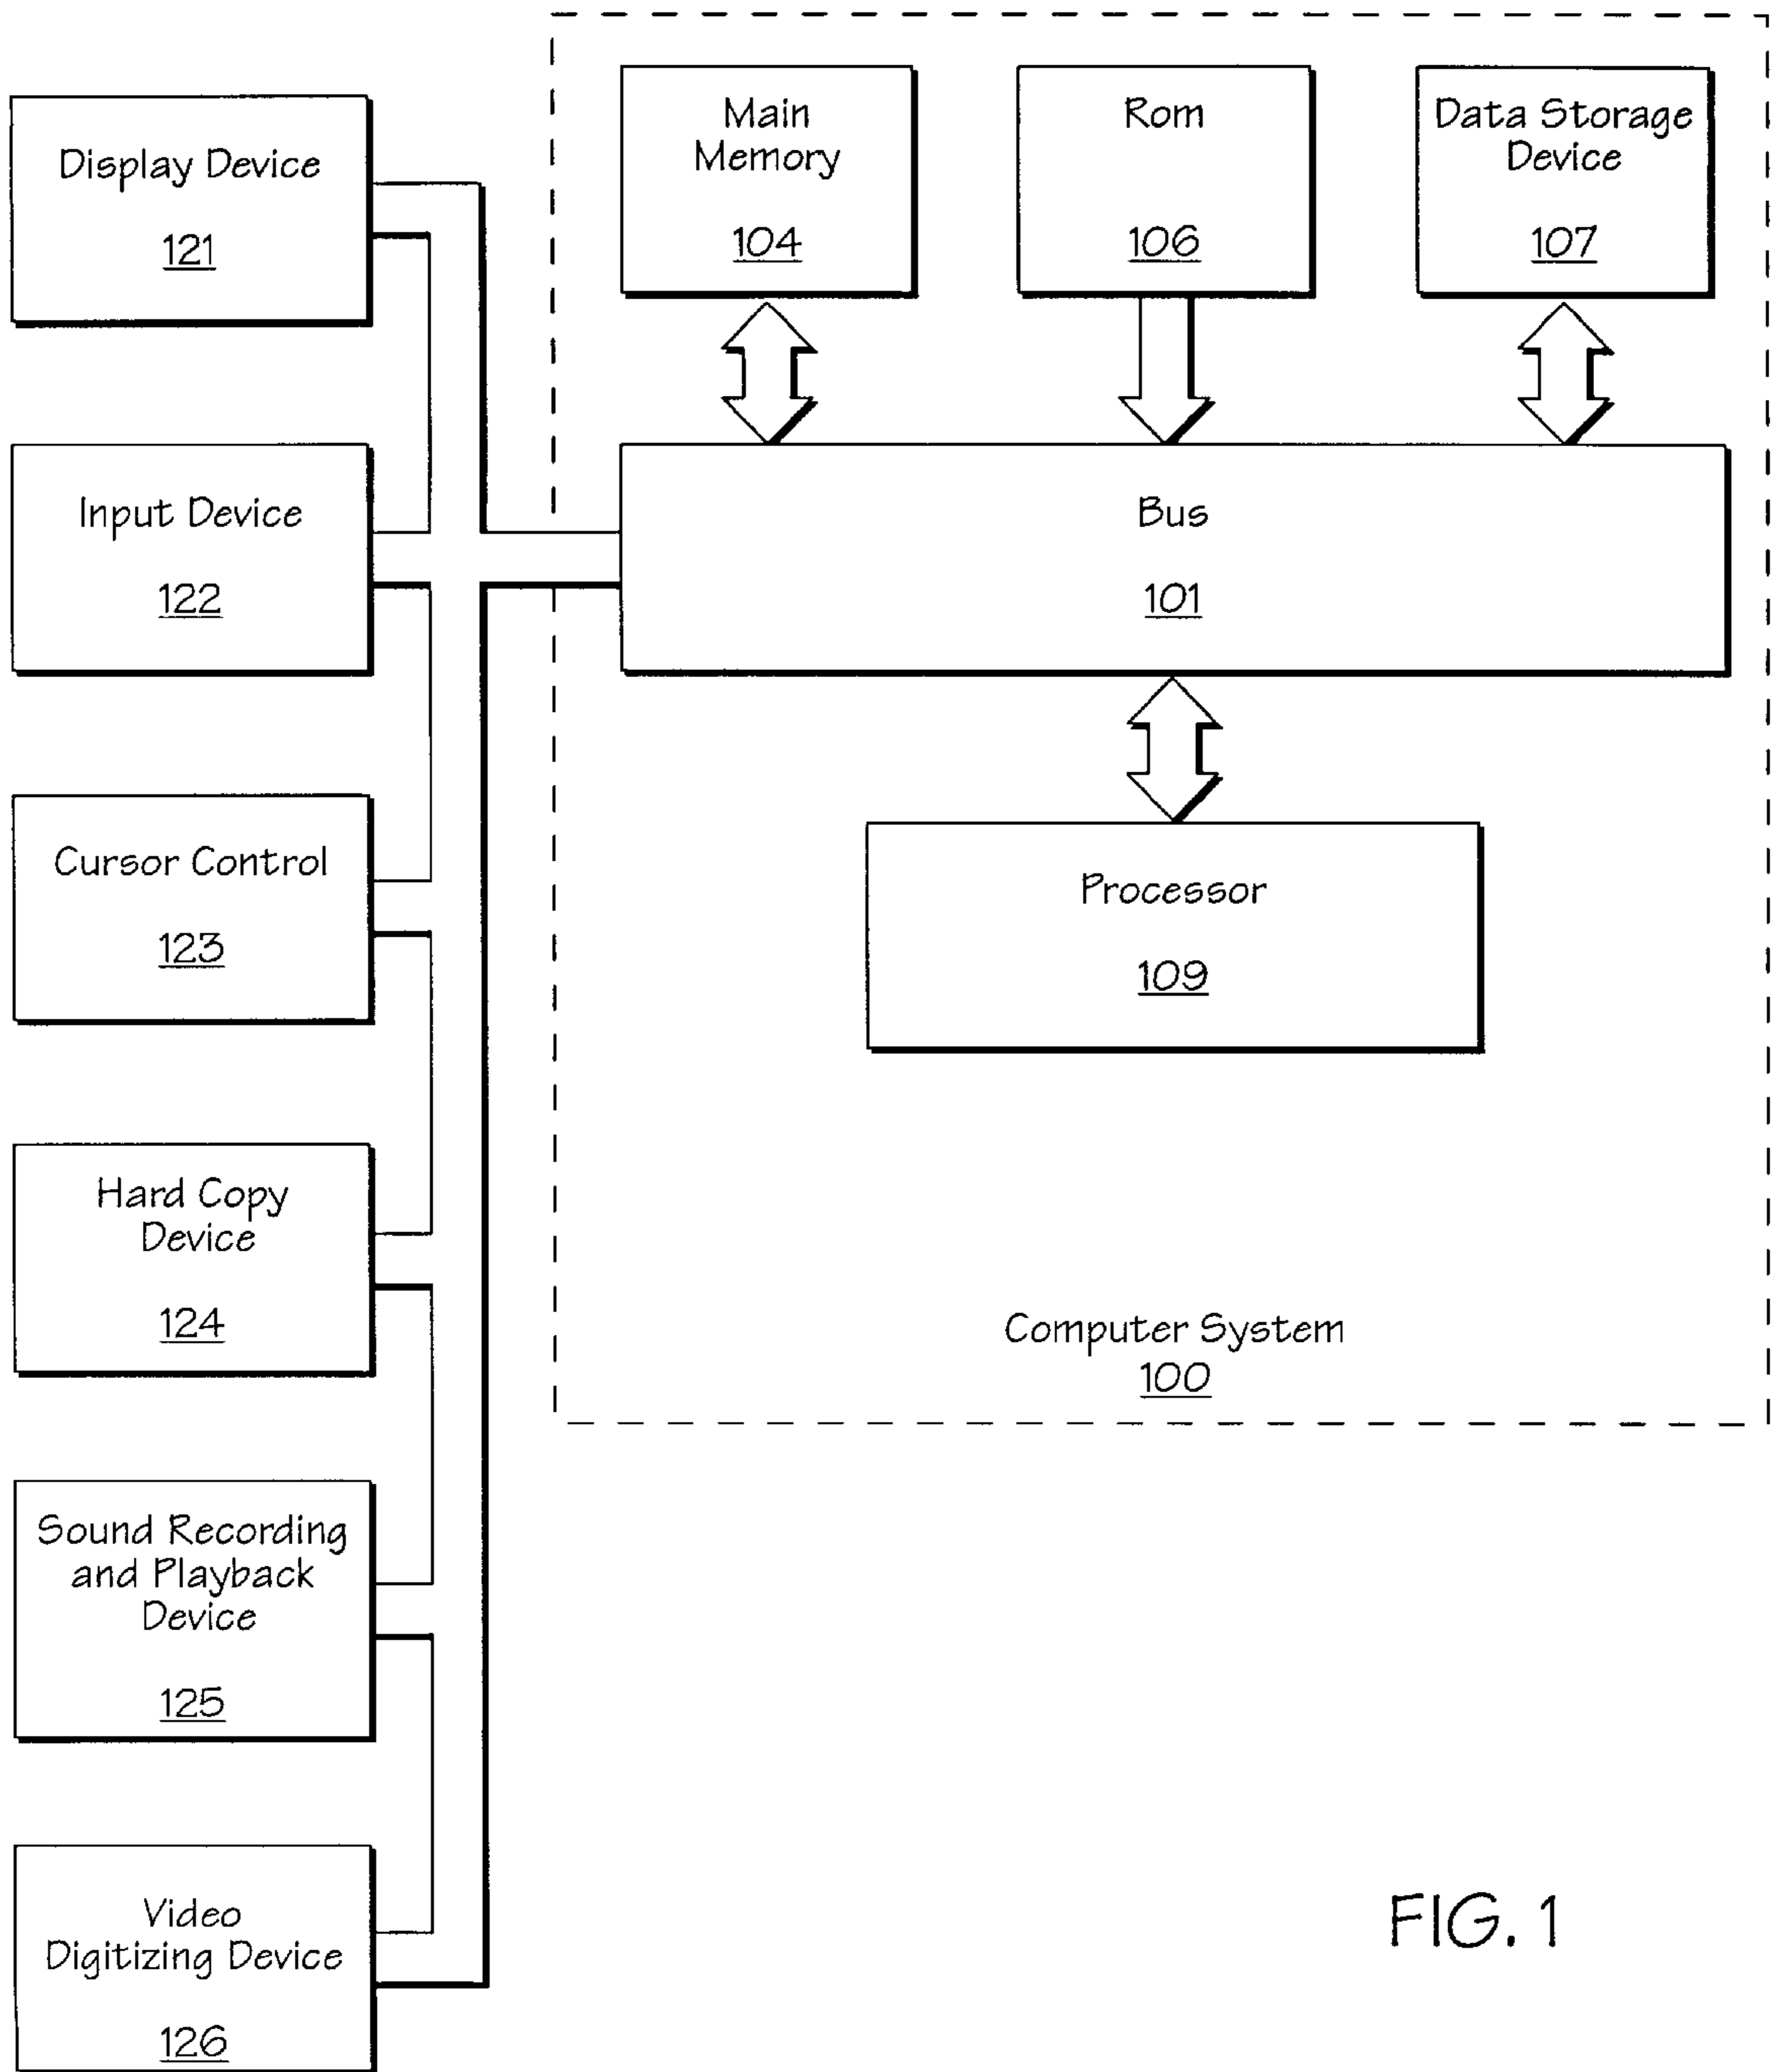 Display Device
121
Input Device
122
Cursor Control
123
Hard Copy
Device
124
Sound Recording
and Playback
Device
125
Video
Digitizing Device
126
Main
Memory
104
Rom
106
Data Storage
Device
107
Bus
101
Processor
109
Computer System
100
FIG. 1